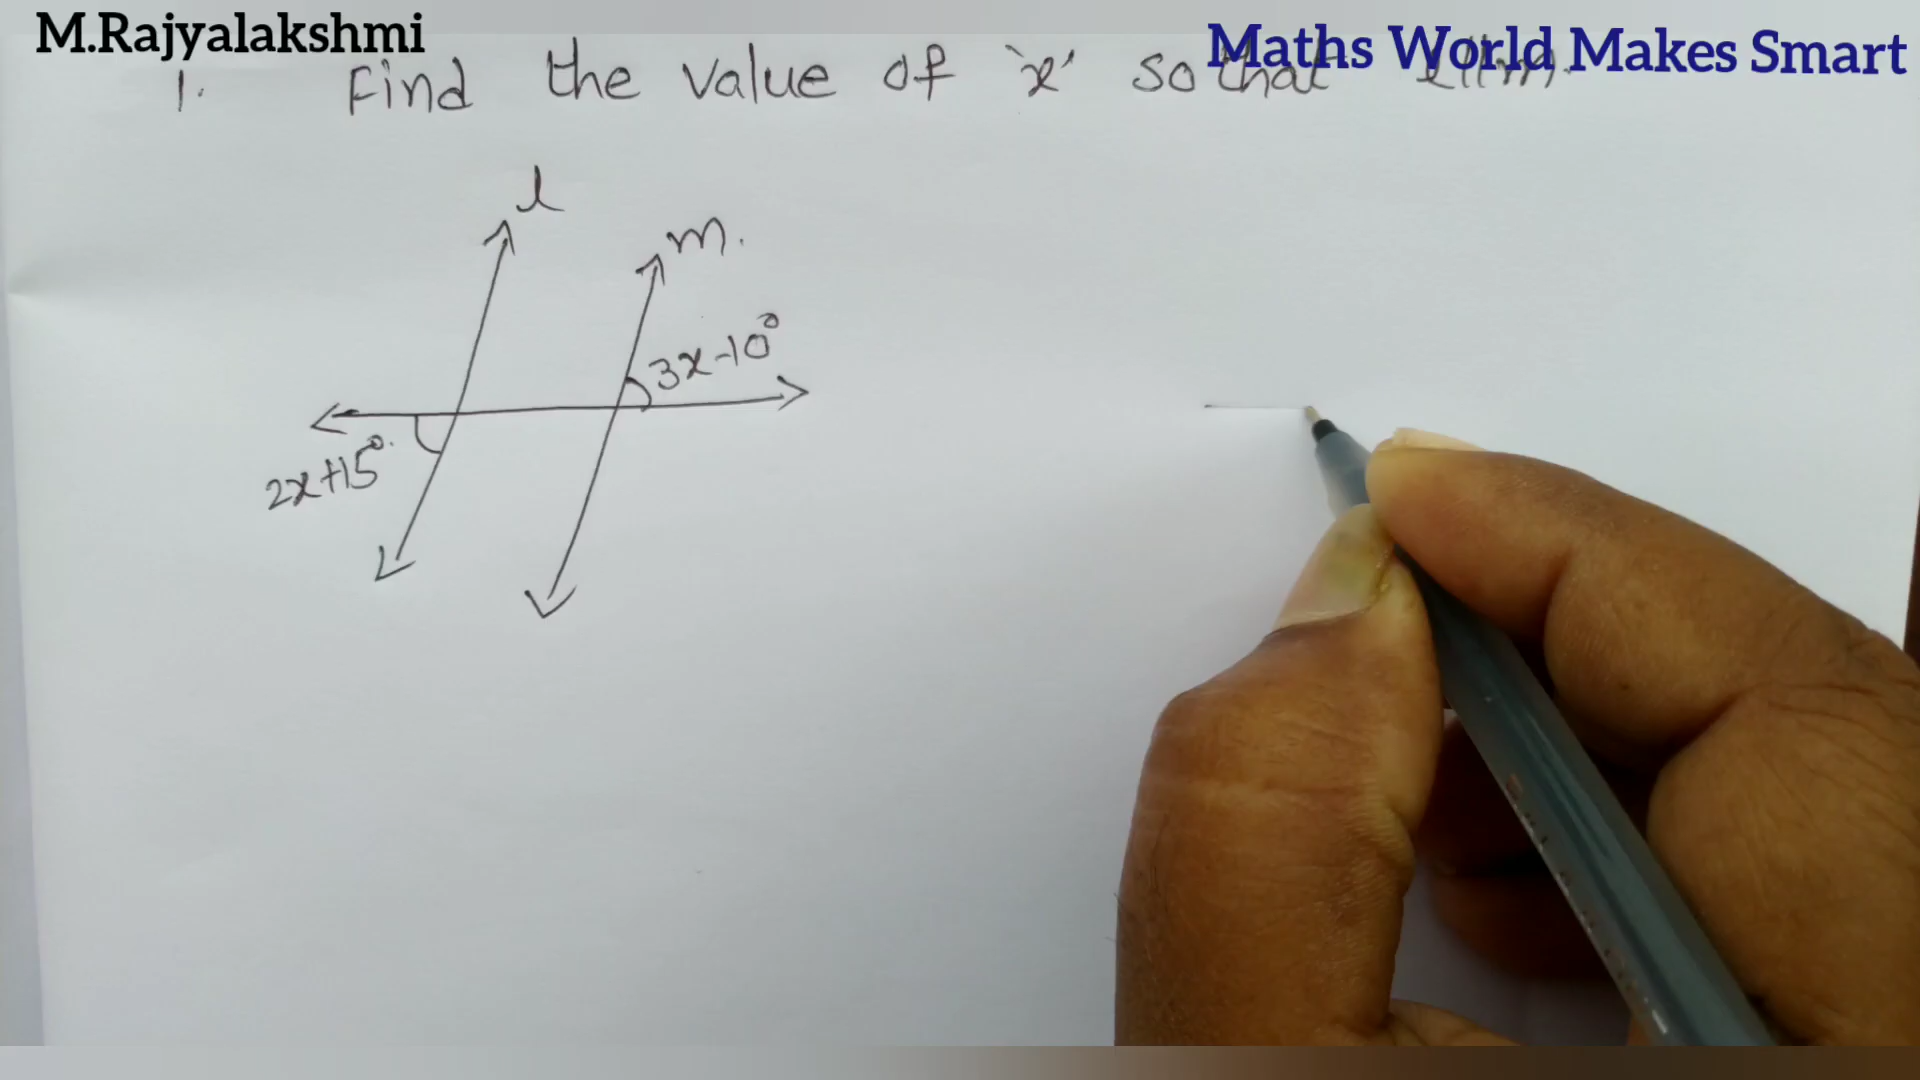 M.Rajyalakshmi
Maths World Makes Smart
1. Find the value of 'x' so that l||m.
l
m.
3x-10°
2x+15°.